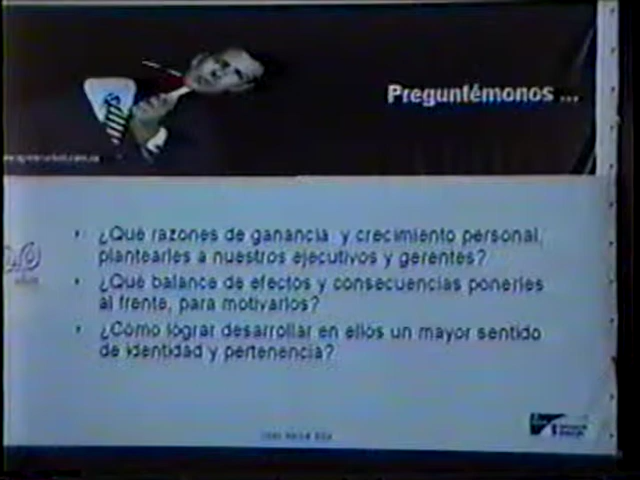 Preguntémonos ...
¿Qué razones de ganancia y crecimiento personal,
plantearles a nuestros ejecutivos y gerentes?
¿Qué balance de efectos y consecuencias ponerles
al frente, para motivarlos?
¿Cómo lograr desarrollar en ellos un mayor sentido
de identidad y pertenencia?